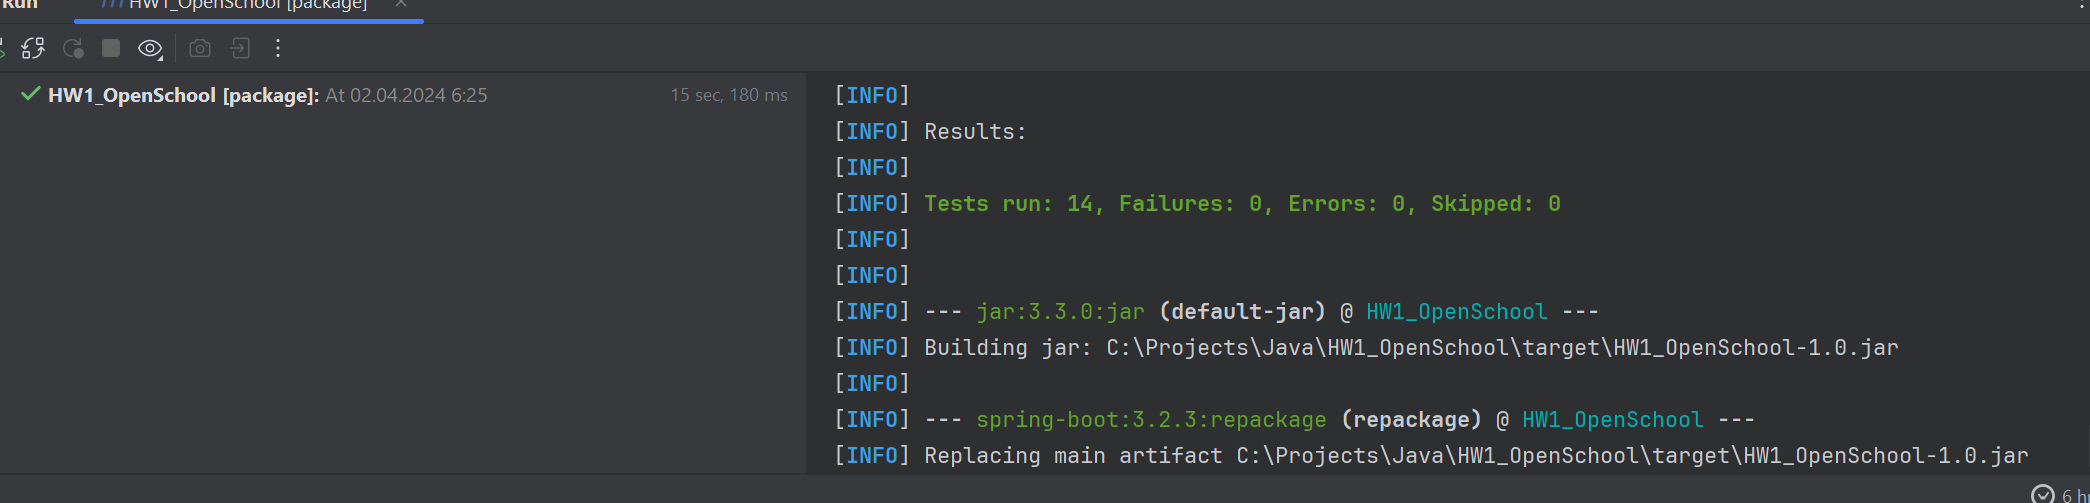 Run
HW1_OpenSchool [package]
HW1_OpenSchool [package]: At 02.04.2024 6:25
15 sec, 180 ms
[INFO]
[INFO] Results:
[INFO]
[INFO] Tests run: 14, Failures: 0, Errors: 0, Skipped: 0
[INFO]
[INFO]
[INFO] --- jar:3.3.0:jar (default-jar) @ HW1_OpenSchool ---
[INFO] Building jar: C:\Projects\Java\HW1_OpenSchool\target\HW1_OpenSchool-1.0.jar
[INFO]
[INFO] --- spring-boot:3.2.3:repackage (repackage) @ HW1_OpenSchool ---
[INFO] Replacing main artifact C:\Projects\Java\HW1_OpenSchool\target\HW1_OpenSchool-1.0.jar
6